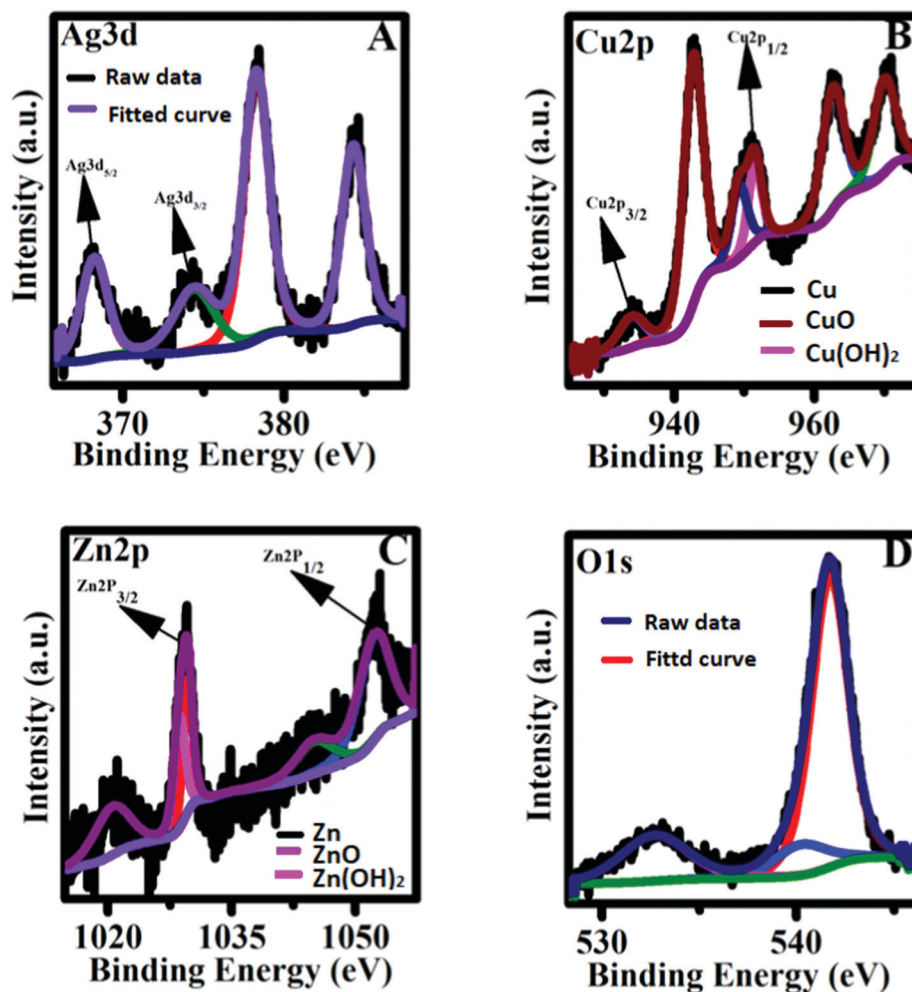 Ag3d
A
Raw data
Fitted curve
Ag3d5/2
Ag3d3/2
Intensity (a.u.)
370
380
Binding Energy (eV)
Cu2p
B
Cu2p1/2
Cu2p3/2
Cu
CuO
Cu(OH)2
Intensity (a.u.)
940
960
Binding Energy (eV)
Zn2p
C
Zn2P3/2
Zn2P1/2
Zn
ZnO
Zn(OH)2
Intensity (a.u.)
1020
1035
1050
Binding Energy (eV)
O1s
D
Raw data
Fittd curve
Intensity (a.u.)
530
540
Binding Energy (eV)